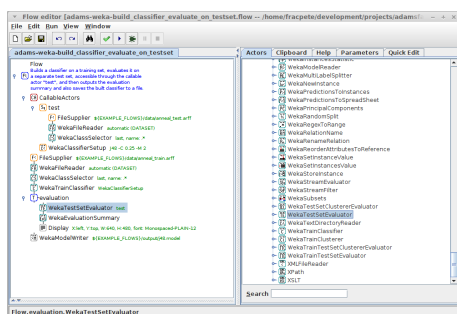 Flow editor [adams-weka-build_classifier_evaluate_on_testset.flow -- /home/fracpete/development/projects/adams
File Edit Run View Window
adams-weka-build_classifier_evaluate_on_testset
Flow
Builds a classifier on a training set, evaluates it on
a separate test set, accessible through the callable
actor "test", and then outputs the evaluation
summary and also saves the built classifier to a file.
CallableActors
test
FileSupplier ${EXAMPLE_FLOWS}/data/anneal_test.arff
WekaFileReader automatic (DATASET)
WekaClassSelector last, name: .*
WekaClassifierSetup J48 -C 0.25 -M 2
FileSupplier ${EXAMPLE_FLOWS}/data/anneal_train.arff
WekaFileReader automatic (DATASET)
WekaClassSelector last, name: .*
WekaTrainClassifier WekaClassifierSetup
evaluation
WekaTestSetEvaluator test
WekaEvaluationSummary
Display X:left, Y:top, W:640, H:480, font: Monospaced-PLAIN-12
WekaModelWriter ${EXAMPLE_FLOWS}/output/j48.model
Actors Clipboard Help Parameters Quick Edit
WekaModelReader
WekaMultiLabelSplitter
WekaNewInstance
WekaPredictionsToInstances
WekaPredictionsToSpreadSheet
WekaPrincipalComponents
WekaRandomSplit
WekaRegexToRange
WekaRelationName
WekaRenameRelation
WekaReorderAttributesToReference
WekaSetInstanceValue
WekaSetInstancesValue
WekaStoreInstance
WekaStreamEvaluator
WekaStreamFilter
WekaSubsets
WekaTestSetClustererEvaluator
WekaTestSetEvaluator
WekaTextDirectoryReader
WekaTrainClassifier
WekaTrainClusterer
WekaTrainTestSetClustererEvaluator
WekaTrainTestSetEvaluator
XMLFileReader
XPath
XSLT
Search
Flow.evaluation.WekaTestSetEvaluator